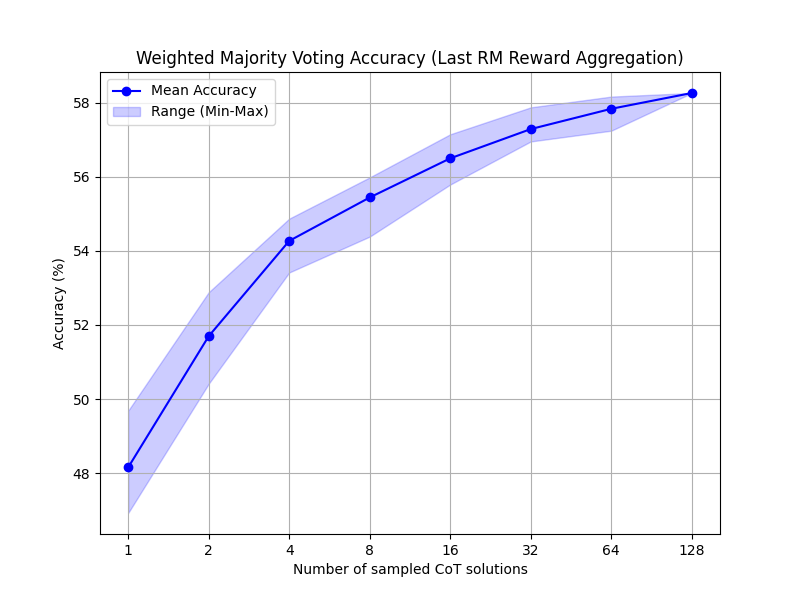 Weighted Majority Voting Accuracy (Last RM Reward Aggregation)
Mean Accuracy
Range (Min-Max)
58
56
54
52
50
48
Accuracy (%)
1 2 4 8 16 32 64 128
Number of sampled CoT solutions